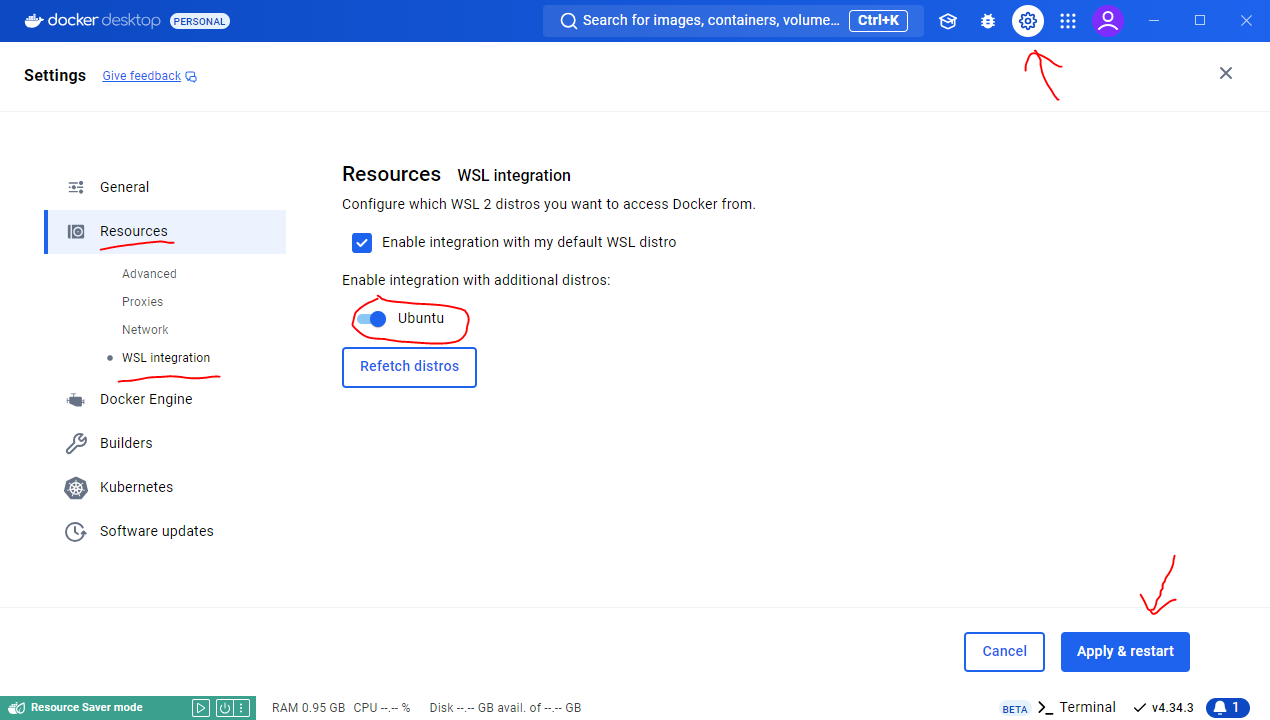 docker desktop PERSONAL
Search for images, containers, volume... Ctrl+K
Settings Give feedback
General
Resources
Advanced
Proxies
Network
WSL integration
Docker Engine
Builders
Kubernetes
Software updates
Resources WSL integration
Configure which WSL 2 distros you want to access Docker from.
Enable integration with my default WSL distro
Enable integration with additional distros:
Ubuntu
Refetch distros
Cancel Apply & restart
Resource Saver mode RAM 0.95 GB CPU --.-- % Disk --.-- GB avail. of --.-- GB BETA Terminal v4.34.3 1